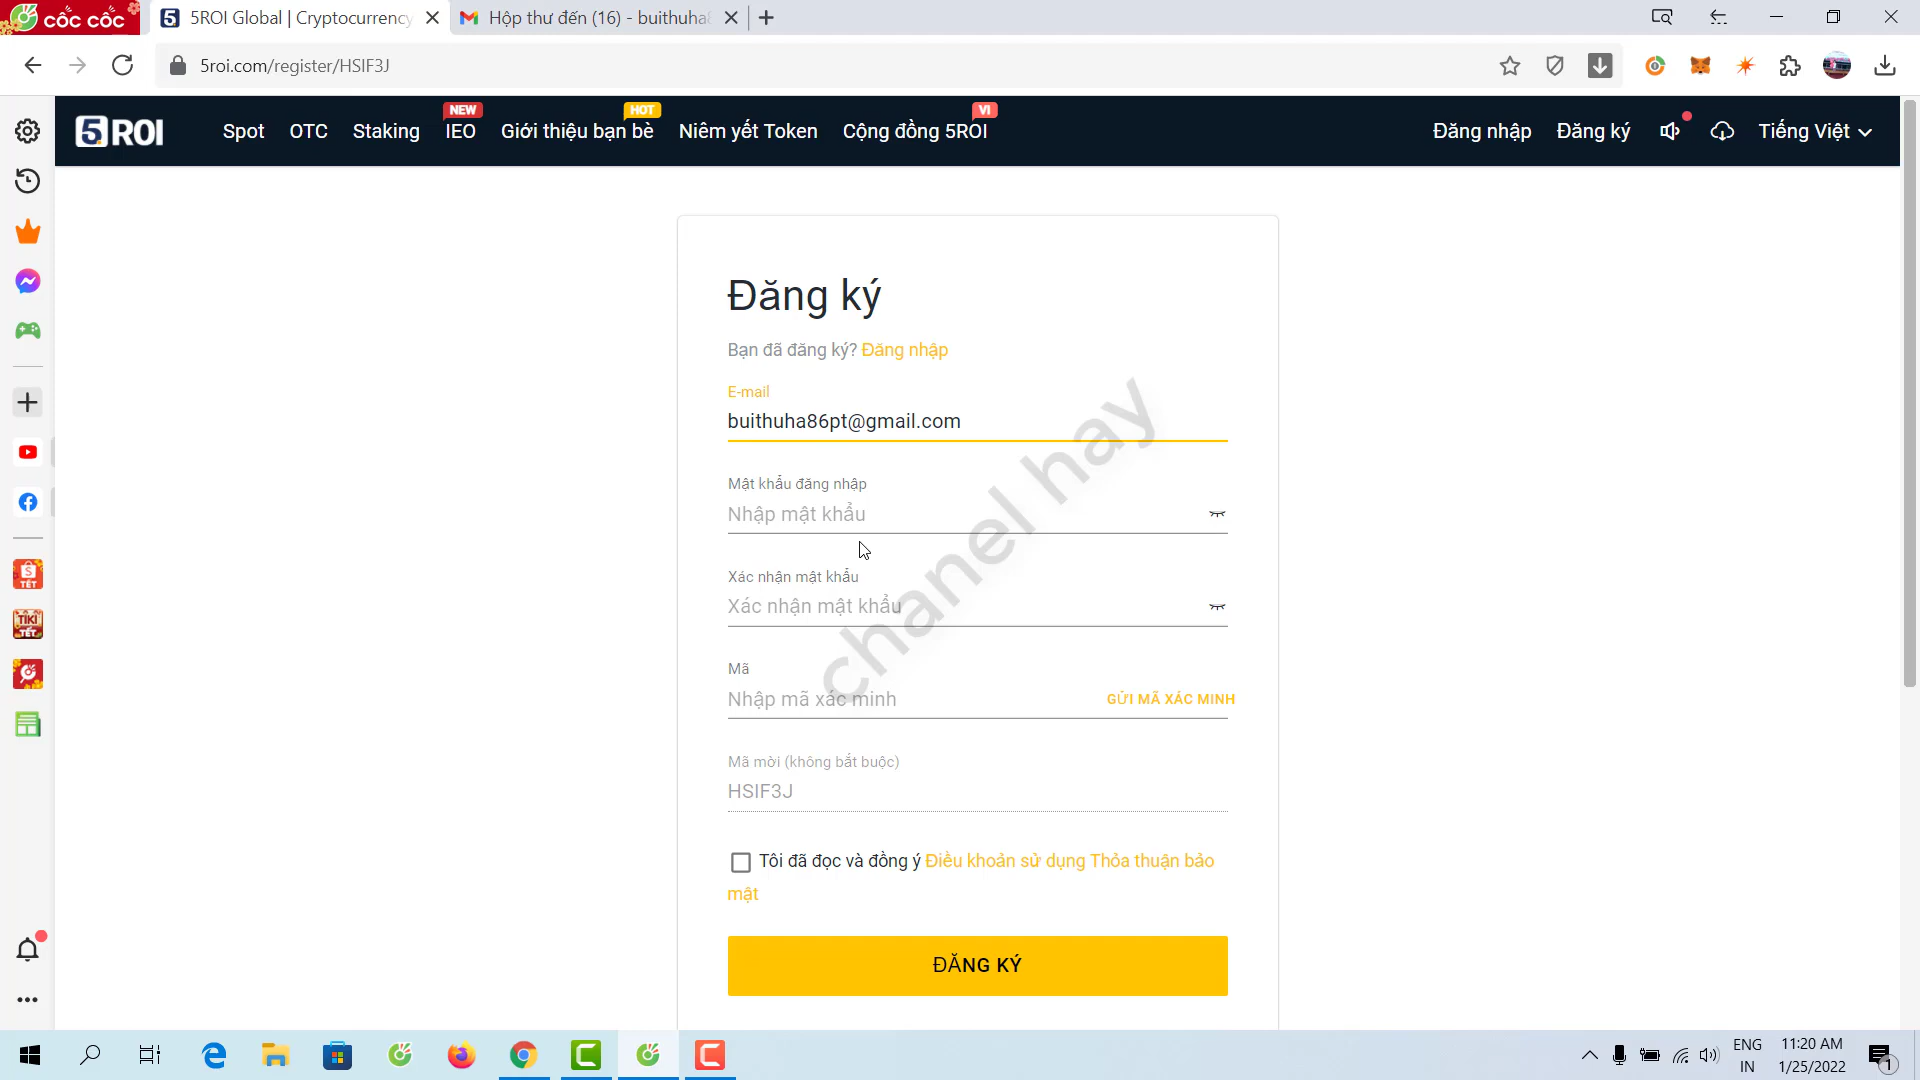 cốc cốc
5ROI Global | Cryptocurrency
Hộp thư đến (16) - buithuha8
5roi.com/register/HSIF3J
5ROI
Spot
OTC
Staking
NEW
IEO
HOT
Giới thiệu bạn bè
Niêm yết Token
VI
Cộng đồng 5ROI
Đăng nhập
Đăng ký
Tiếng Việt
Đăng ký
Bạn đã đăng ký? Đăng nhập
E-mail
buithuha86pt@gmail.com
Mật khẩu đăng nhập
Nhập mật khẩu
Xác nhận mật khẩu
Xác nhận mật khẩu
Mã
Nhập mã xác minh
GỬI MÃ XÁC MINH
Mã mời (không bắt buộc)
HSIF3J
Tôi đã đọc và đồng ý Điều khoản sử dụng Thỏa thuận bảo
mật
ĐĂNG KÝ
chanel hay
TẾT
TIKI
TẾT
ENG
IN
11:20 AM
1/25/2022
1